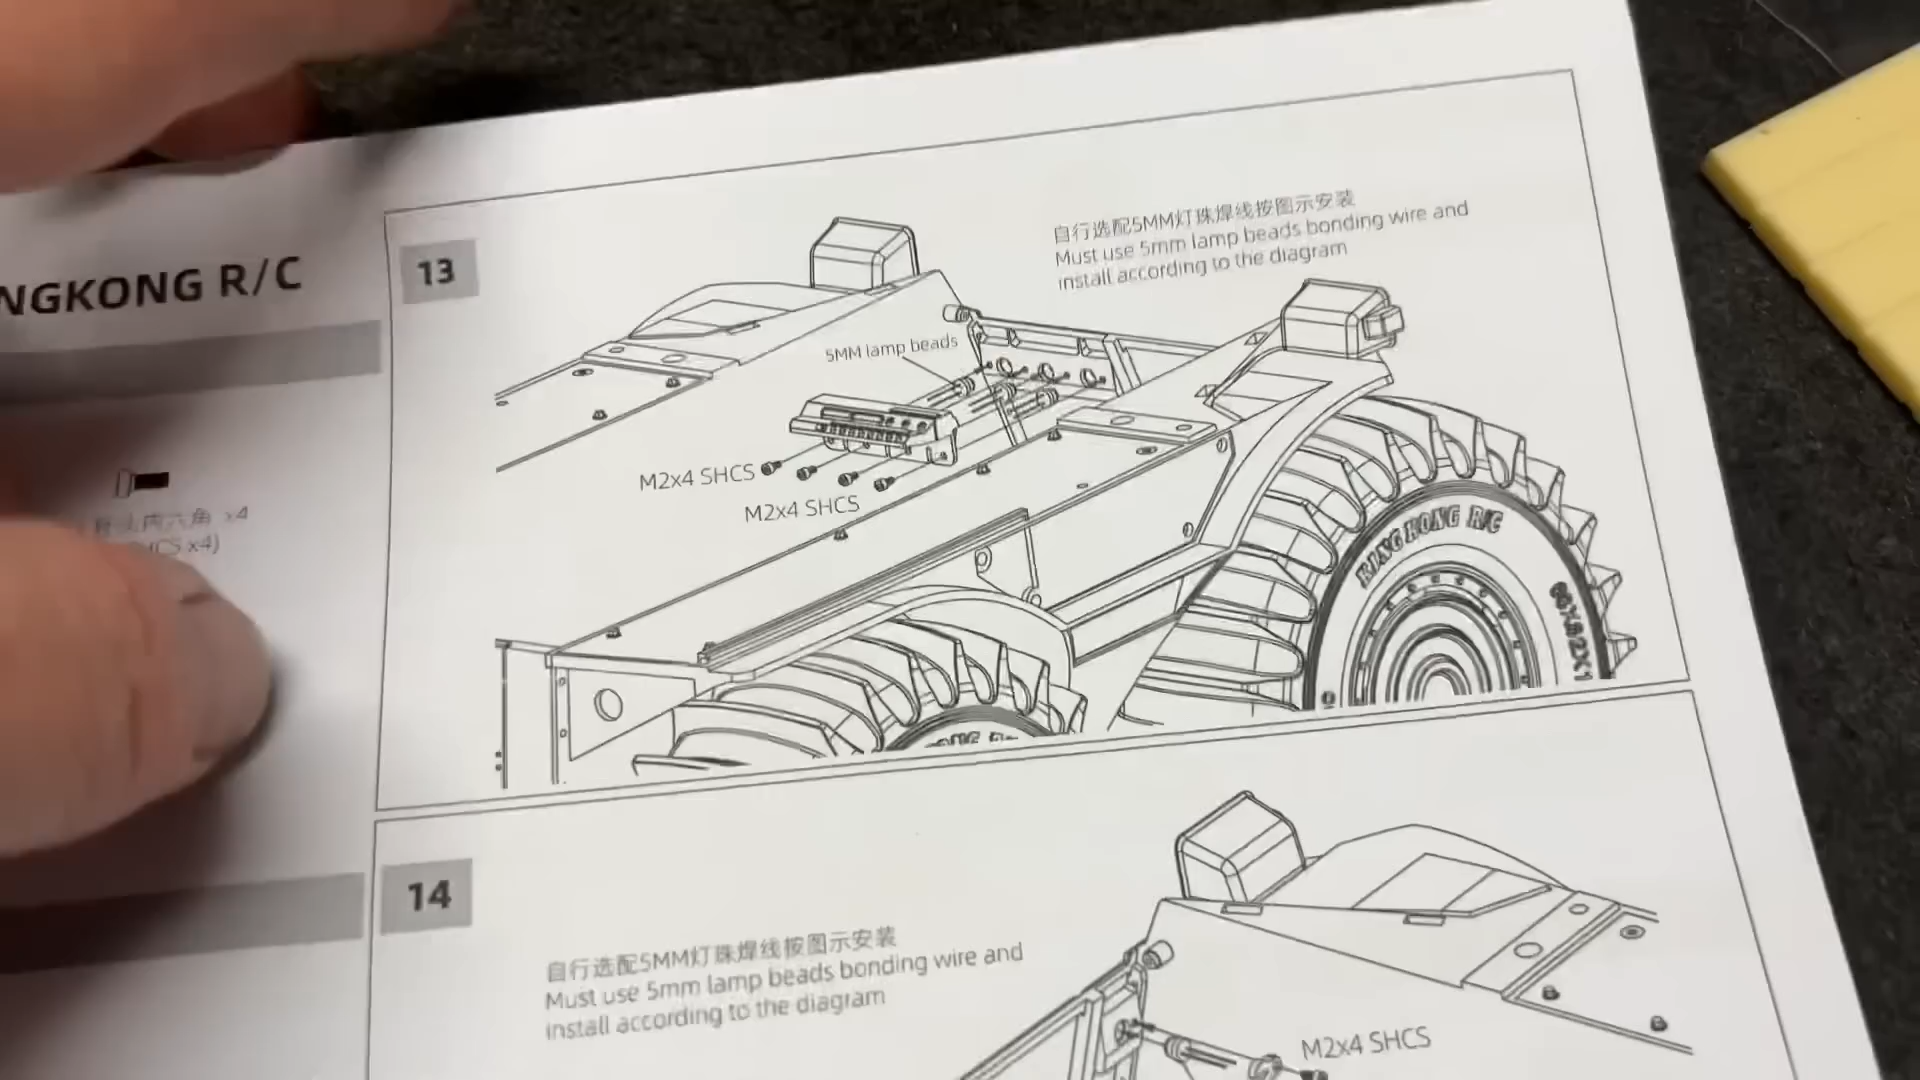 NGKONG R/C
x4
x4)
13
自行选配5MM灯珠焊线按图示安装
Must use 5mm lamp beads bonding wire and
install according to the diagram
5MM lamp beads
M2x4 SHCS
M2x4 SHCS
KING KONG R/C
14
自行选配5MM灯珠焊线按图示安装
Must use 5mm lamp beads bonding wire and
install according to the diagram
M2x4 SHCS